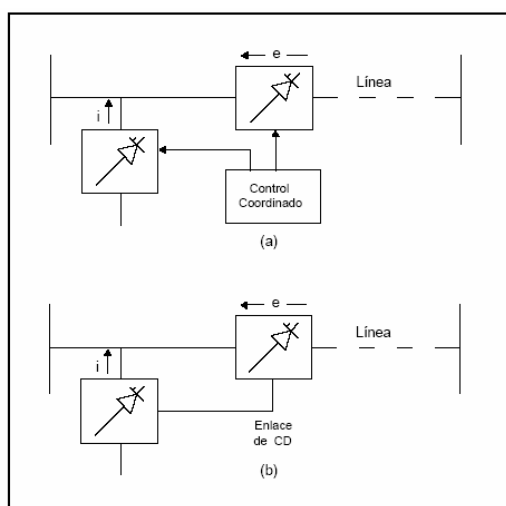 e
Línea
i
Control
Coordinado
(a)
e
Línea
i
Enlace
de CD
(b)